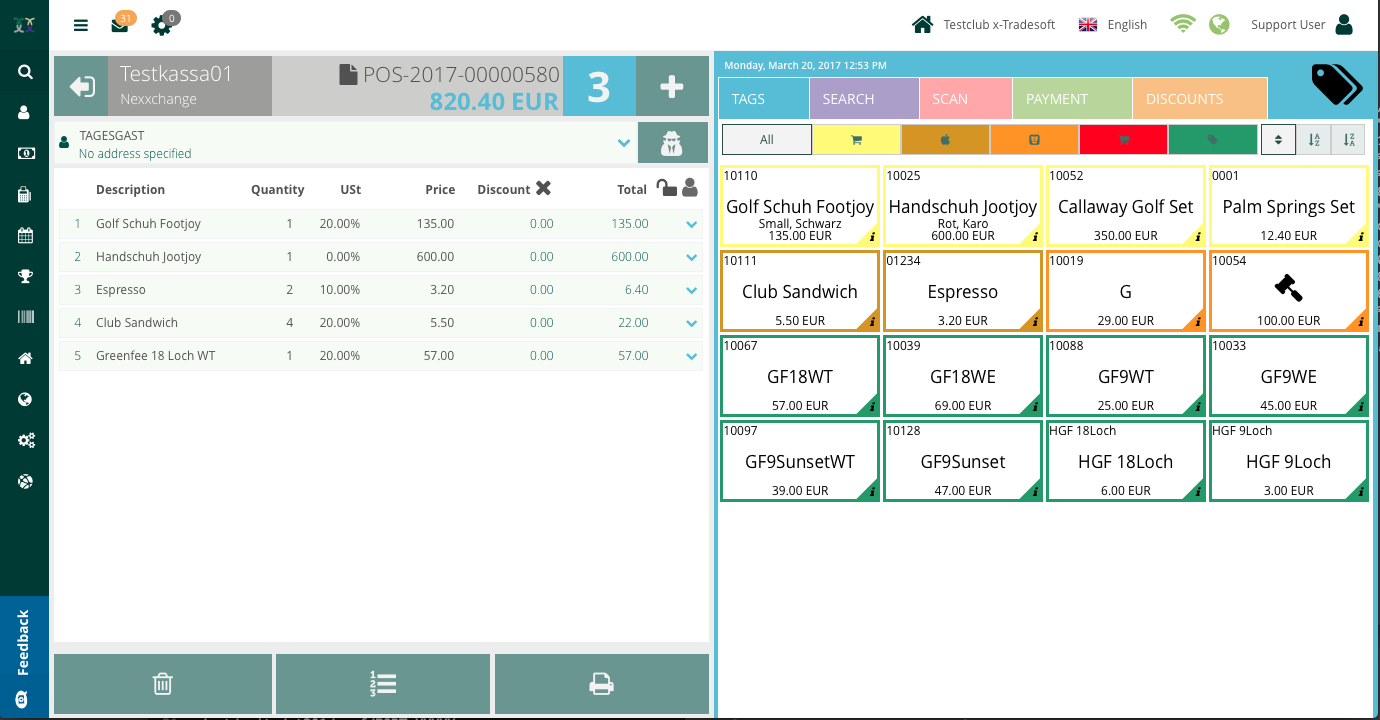 31
0
Testclub x-Tradesoft
English
Support User
Testkassa01
Nexxchange
POS-2017-00000580
820.40 EUR
3
TAGESGAST
No address specified
Description Quantity USt Price Discount Total
1 Golf Schuh Footjoy 1 20.00% 135.00 0.00 135.00
2 Handschuh Jootjoy 1 0.00% 600.00 0.00 600.00
3 Espresso 2 10.00% 3.20 0.00 6.40
4 Club Sandwich 4 20.00% 5.50 0.00 22.00
5 Greenfee 18 Loch WT 1 20.00% 57.00 0.00 57.00
Feedback
Monday, March 20, 2017 12:53 PM
TAGS SEARCH SCAN PAYMENT DISCOUNTS
All
10110
Golf Schuh Footjoy
Small, Schwarz
135.00 EUR
10025
Handschuh Jootjoy
Rot, Karo
600.00 EUR
10052
Callaway Golf Set
350.00 EUR
0001
Palm Springs Set
12.40 EUR
10111
Club Sandwich
5.50 EUR
01234
Espresso
3.20 EUR
10019
G
29.00 EUR
10054
100.00 EUR
10067
GF18WT
57.00 EUR
10039
GF18WE
69.00 EUR
10088
GF9WT
25.00 EUR
10033
GF9WE
45.00 EUR
10097
GF9SunsetWT
39.00 EUR
10128
GF9Sunset
47.00 EUR
HGF 18Loch
HGF 18Loch
6.00 EUR
HGF 9Loch
HGF 9Loch
3.00 EUR